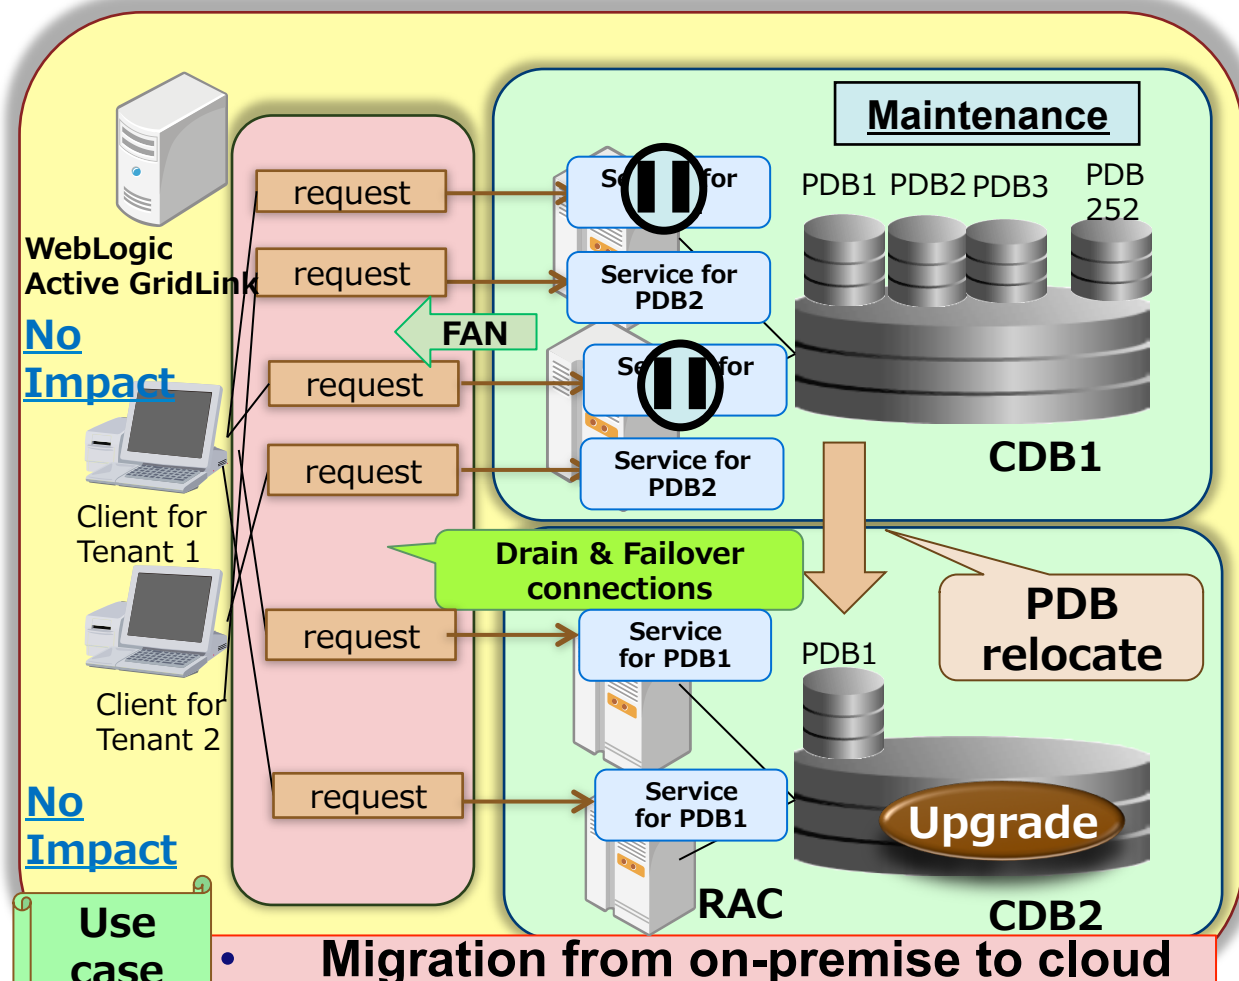 Maintenance
PDB1
PDB2
PDB3
PDB
252
request
request
request
request
request
request
for
Service for
PDB2
for
Service for
PDB2
WebLogic
Active GridLink
No
Impact
FAN
CDB1
Client for
Tenant 1
Drain & Failover
connections
PDB
relocate
Service
for PDB1
PDB1
Client for
Tenant 2
Service
for PDB1
Upgrade
No
Impact
RAC
CDB2
Use
case
• Migration from on-premise to cloud